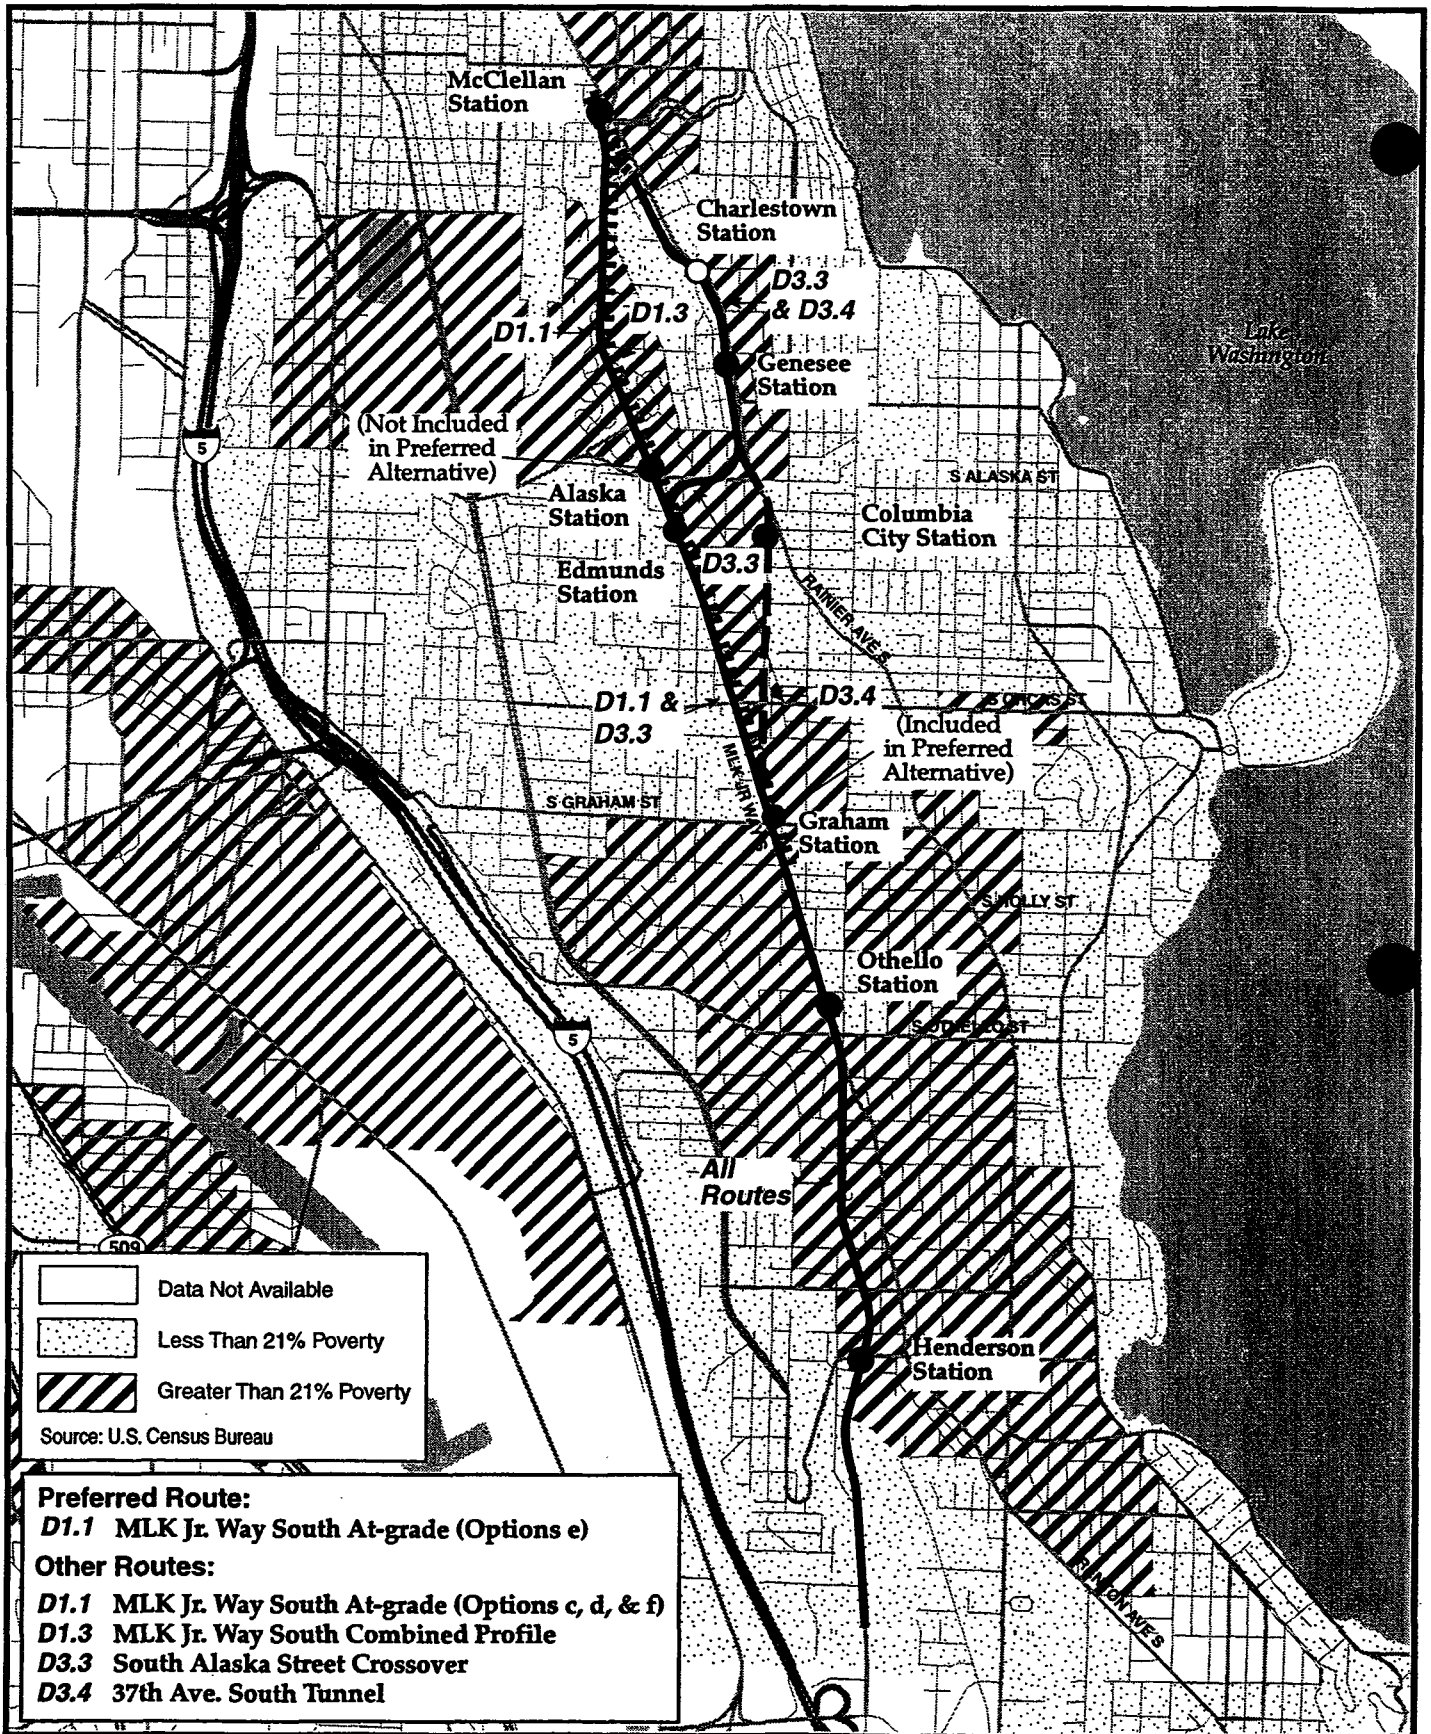 McClellan
Station
Charlestown
Station
D3.3
& D3.4
D1.3
D1.1
Lake
Washington
Genesee
Station
(Not Included
in Preferred
Alternative)
5
S ALASKA ST
Alaska
Station
Columbia
City Station
D3.3
Edmunds
Station
RAINIER AVE S
D1.1 &
D3.3
D3.4
S ORCAS ST
(Included
in Preferred
Alternative)
MLK JR WAY S
S GRAHAM ST
Graham
Station
S HOLLY ST
Othello
Station
S OTHELLO ST
5
All
Routes
509
Data Not Available
Less Than 21% Poverty
Greater Than 21% Poverty
Source: U.S. Census Bureau
Henderson
Station
RENTON AVE S
Preferred Route:
D1.1 MLK Jr. Way South At-grade (Options e)
Other Routes:
D1.1 MLK Jr. Way South At-grade (Options c, d, & f)
D1.3 MLK Jr. Way South Combined Profile
D3.3 South Alaska Street Crossover
D3.4 37th Ave. South Tunnel